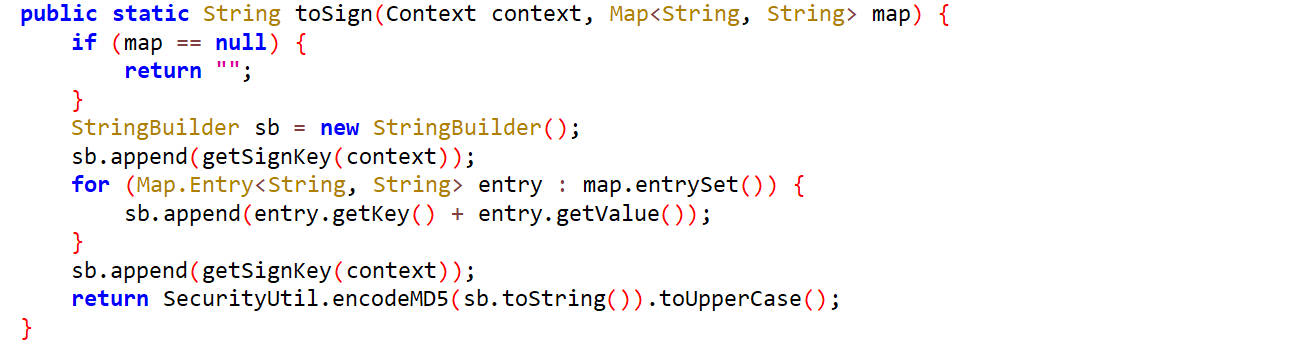 public static String toSign(Context context, Map<String, String> map) {
    if (map == null) {
        return "";
    }
    StringBuilder sb = new StringBuilder();
    sb.append(getSignKey(context));
    for (Map.Entry<String, String> entry : map.entrySet()) {
        sb.append(entry.getKey() + entry.getValue());
    }
    sb.append(getSignKey(context));
    return SecurityUtil.encodeMD5(sb.toString()).toUpperCase();
}